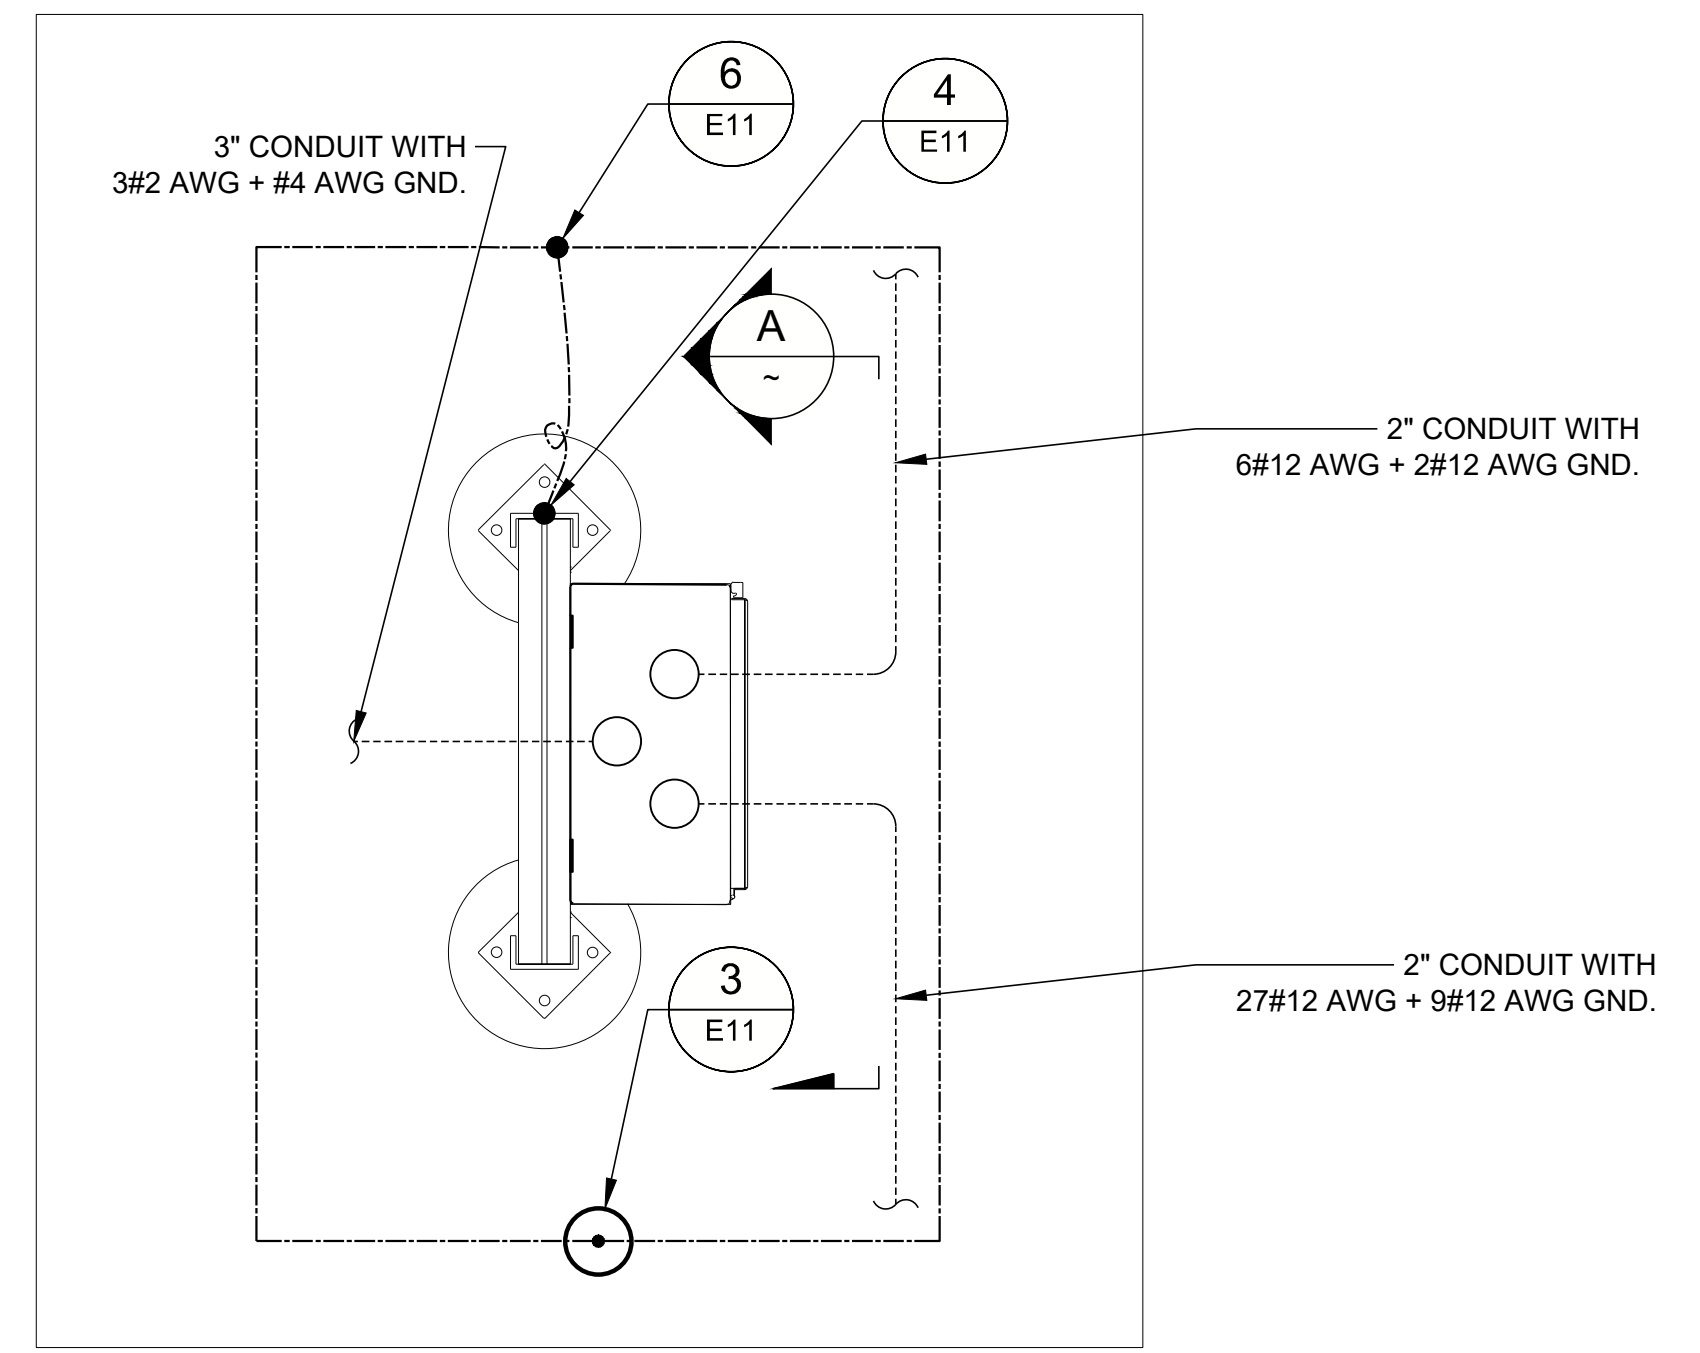 6
E11
4
E11
3" CONDUIT WITH
3#2 AWG + #4 AWG GND.
A
~
2" CONDUIT WITH
6#12 AWG + 2#12 AWG GND.
2" CONDUIT WITH
27#12 AWG + 9#12 AWG GND.
3
E11